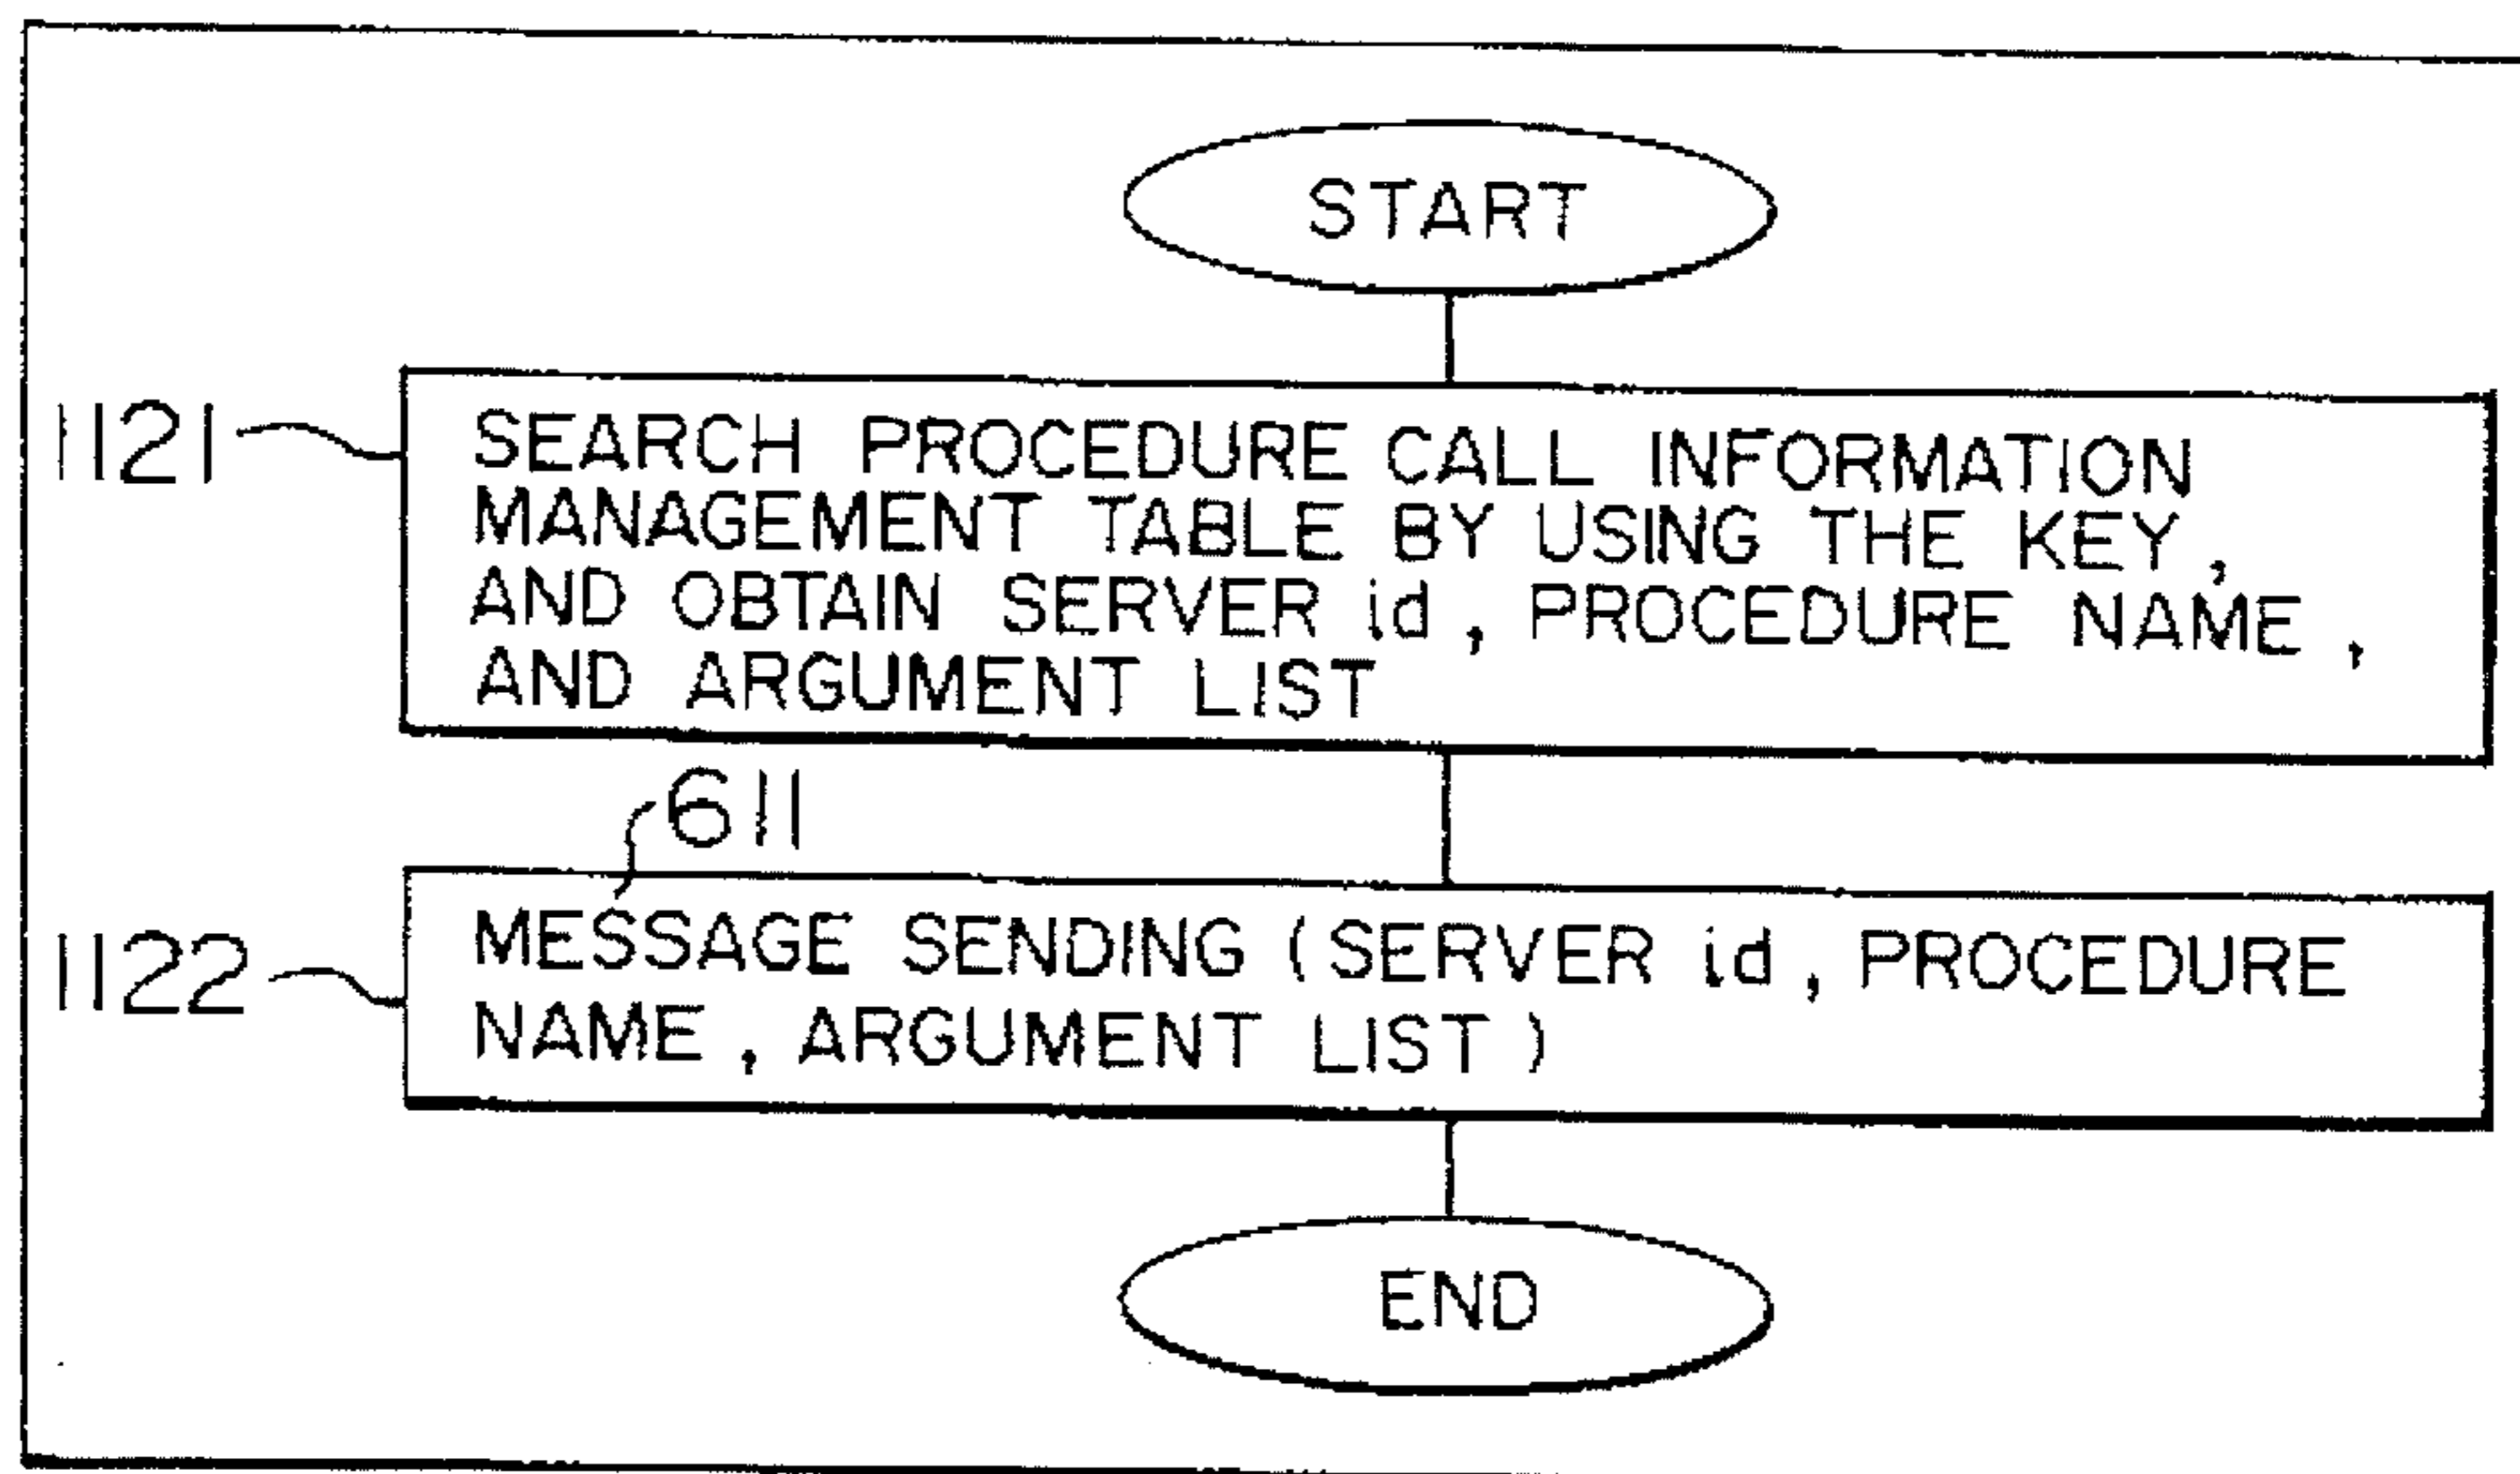 START
1121
SEARCH PROCEDURE CALL INFORMATION
MANAGEMENT TABLE BY USING THE KEY,
AND OBTAIN SERVER id, PROCEDURE NAME,
AND ARGUMENT LIST
611
1122
MESSAGE SENDING (SERVER id, PROCEDURE
NAME, ARGUMENT LIST)
END